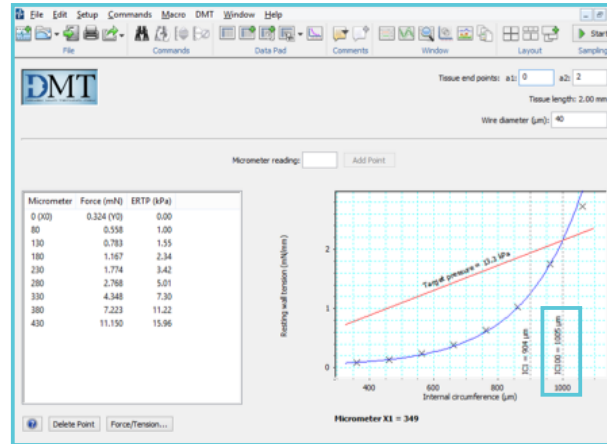 File Edit Setup Commands Macro DMT Window Help
Start
File Commands Data Pad Comments Window Layout Sampling
DMT
Tissue end points: a1: 0 a2: 2
Tissue length: 2.00 mm
Wire diameter (µm): 40
Micrometer reading: Add Point
Micrometer Force (mN) ERTP (kPa)
0 (X0) 0.324 (Y0) 0.00
80 0.558 1.00
130 0.783 1.55
180 1.167 2.34
230 1.774 3.42
280 2.768 5.01
330 4.348 7.30
380 7.223 11.22
430 11.150 15.96
Resting wall tension (mN/mm)
2
1
0
Target pressure = 13.3 kPa
IC1 = 904 µm
IC100 = 1005 µm
400 600 800 1000
Internal circumference (µm)
Delete Point Force/Tension...
Micrometer X1 = 349